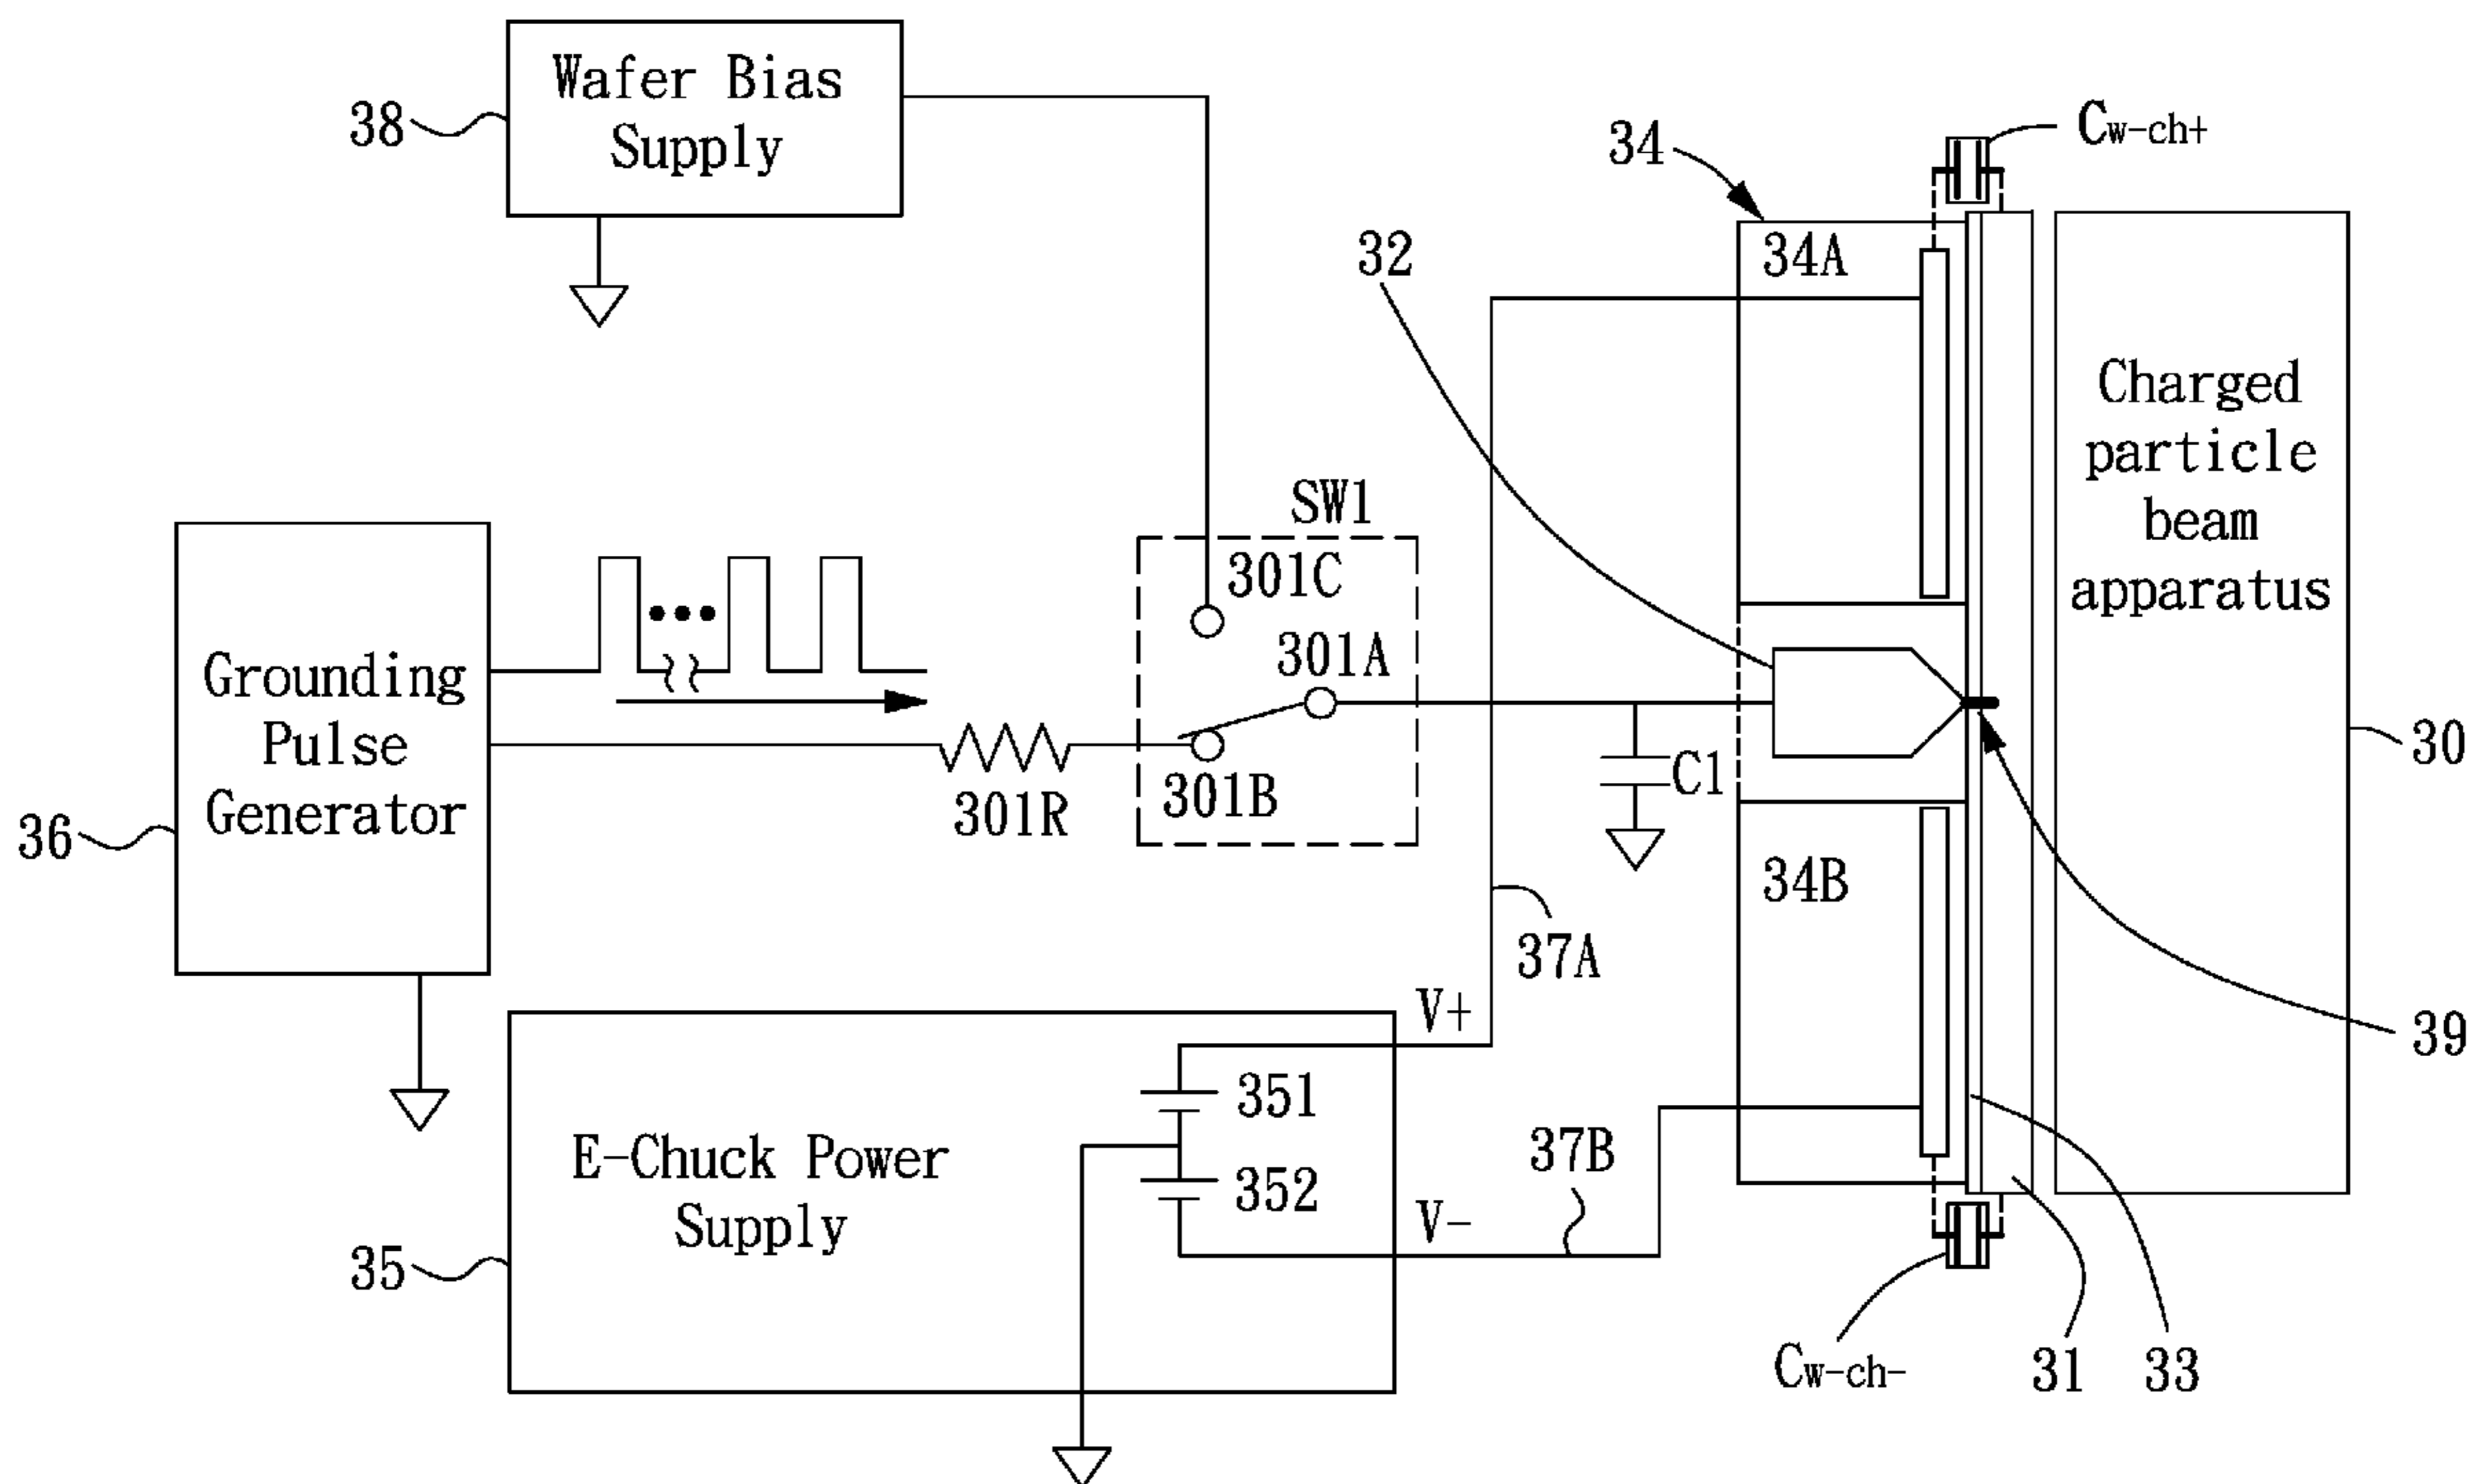 Wafer Bias
Supply
38
Cw-ch+
34
34A
32
Charged
particle
beam
apparatus
SW1
301C
301A
301B
301R
Grounding
Pulse
Generator
36
C1
30
34B
37A
39
V+
351
352
E-Chuck Power
Supply
35
37B
V-
Cw-ch-
31
33